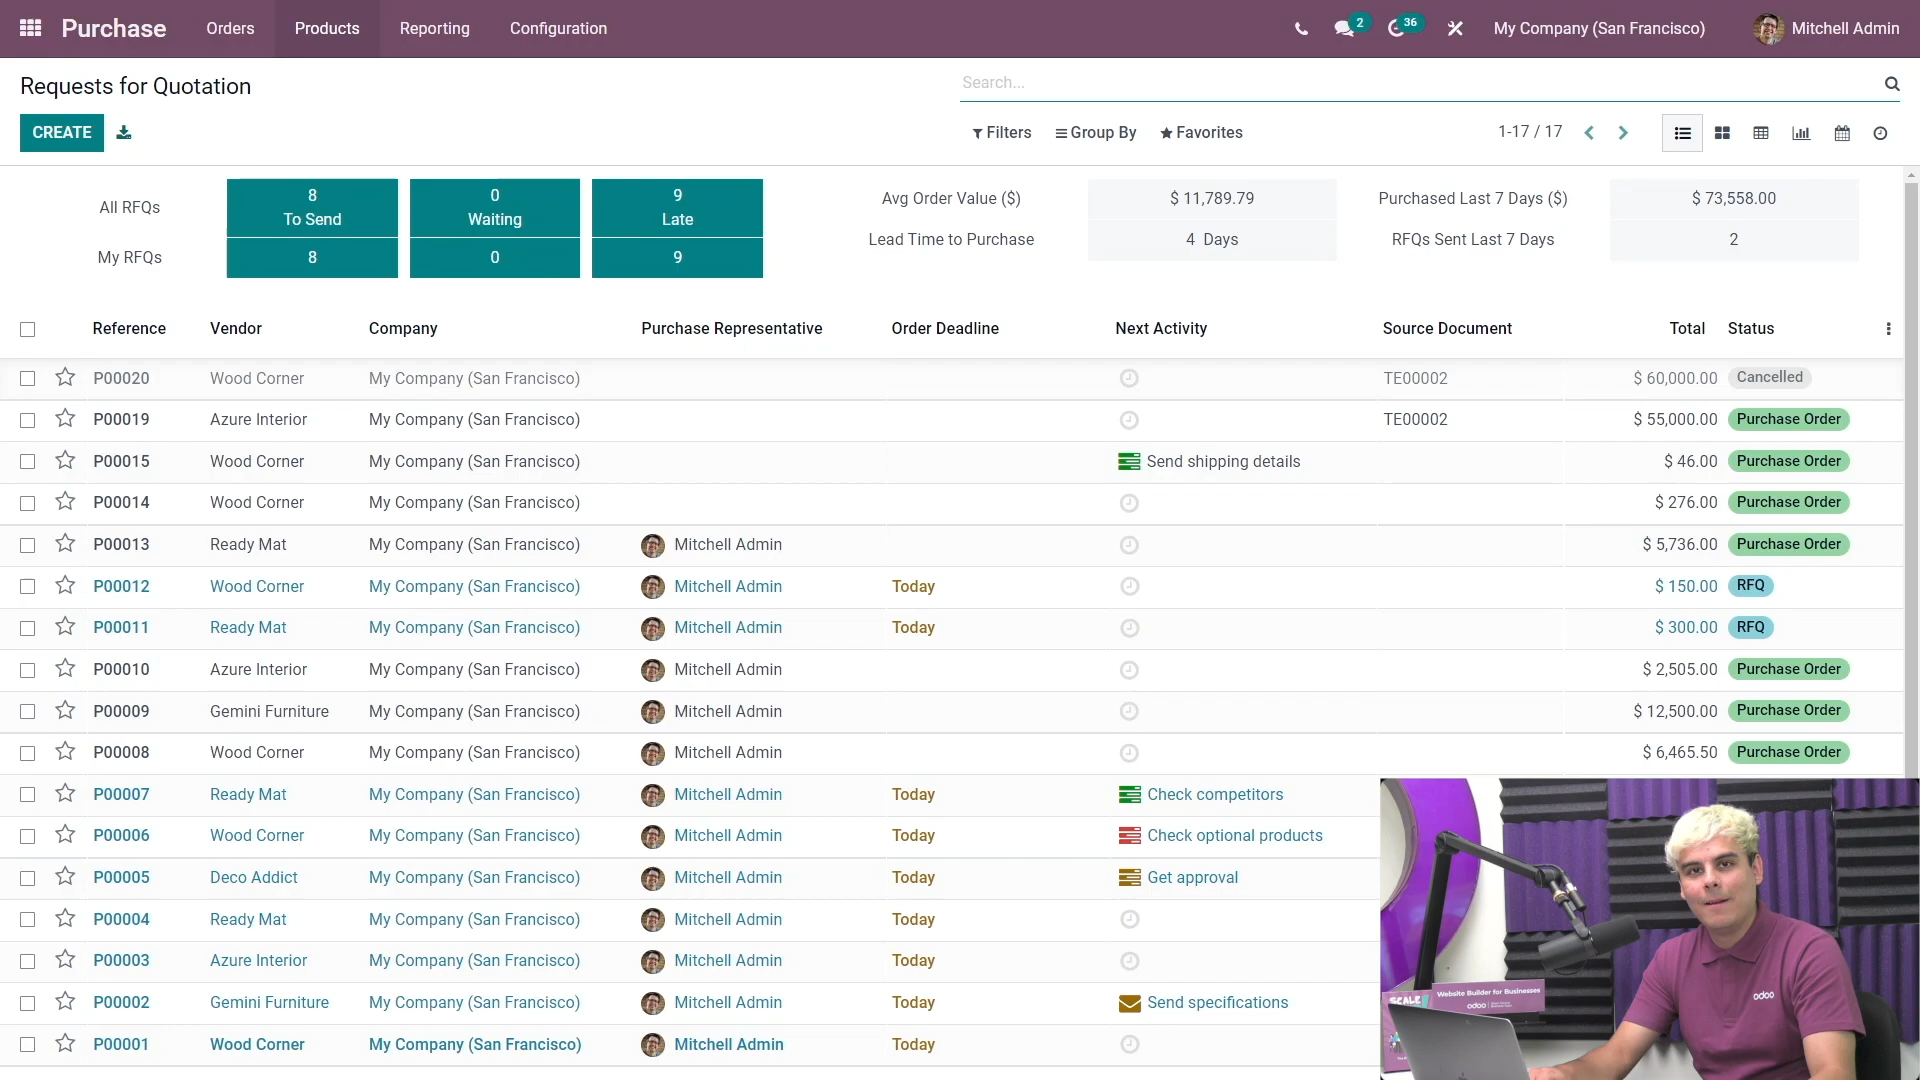 Purchase Orders Products Reporting Configuration 2 36 My Company (San Francisco) Mitchell Admin
Requests for Quotation Search...
CREATE Filters Group By Favorites 1-17 / 17
All RFQs 8 To Send 0 Waiting 9 Late Avg Order Value ($) $ 11,789.79 Purchased Last 7 Days ($) $ 73,558.00
My RFQs 8 0 9 Lead Time to Purchase 4 Days RFQs Sent Last 7 Days 2
Reference Vendor Company Purchase Representative Order Deadline Next Activity Source Document Total Status
P00020 Wood Corner My Company (San Francisco) TE00002 $ 60,000.00 Cancelled
P00019 Azure Interior My Company (San Francisco) TE00002 $ 55,000.00 Purchase Order
P00015 Wood Corner My Company (San Francisco) Send shipping details $ 46.00 Purchase Order
P00014 Wood Corner My Company (San Francisco) $ 276.00 Purchase Order
P00013 Ready Mat My Company (San Francisco) Mitchell Admin $ 5,736.00 Purchase Order
P00012 Wood Corner My Company (San Francisco) Mitchell Admin Today $ 150.00 RFQ
P00011 Ready Mat My Company (San Francisco) Mitchell Admin Today $ 300.00 RFQ
P00010 Azure Interior My Company (San Francisco) Mitchell Admin $ 2,505.00 Purchase Order
P00009 Gemini Furniture My Company (San Francisco) Mitchell Admin $ 12,500.00 Purchase Order
P00008 Wood Corner My Company (San Francisco) Mitchell Admin $ 6,465.50 Purchase Order
P00007 Ready Mat My Company (San Francisco) Mitchell Admin Today Check competitors
P00006 Wood Corner My Company (San Francisco) Mitchell Admin Today Check optional products
P00005 Deco Addict My Company (San Francisco) Mitchell Admin Today Get approval
P00004 Ready Mat My Company (San Francisco) Mitchell Admin Today
P00003 Azure Interior My Company (San Francisco) Mitchell Admin Today
P00002 Gemini Furniture My Company (San Francisco) Mitchell Admin Today Send specifications
P00001 Wood Corner My Company (San Francisco) Mitchell Admin Today
SCALE
Website Builder for Businesses
odoo
odoo